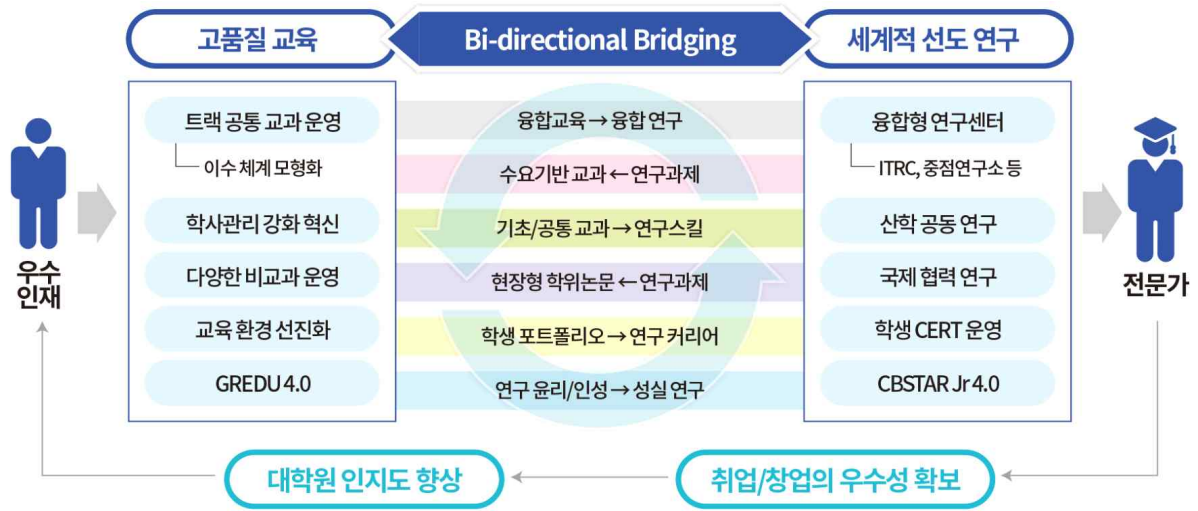 고품질 교육
Bi-directional Bridging
세계적 선도 연구
트랙 공통 교과 운영
이수 체계 모형화
학사관리 강화 혁신
다양한 비교과 운영
교육 환경 선진화
GREDU 4.0
융합교육 → 융합 연구
수요기반 교과 ← 연구과제
기초/공통 교과 → 연구스킬
현장형 학위논문 ← 연구과제
학생 포트폴리오 → 연구 커리어
연구 윤리/인성 → 성실 연구
융합형 연구센터
ITRC, 중점연구소 등
산학 공동 연구
국제 협력 연구
학생 CERT 운영
CBSTAR Jr 4.0
우수
인재
전문가
대학원 인지도 향상
취업/창업의 우수성 확보